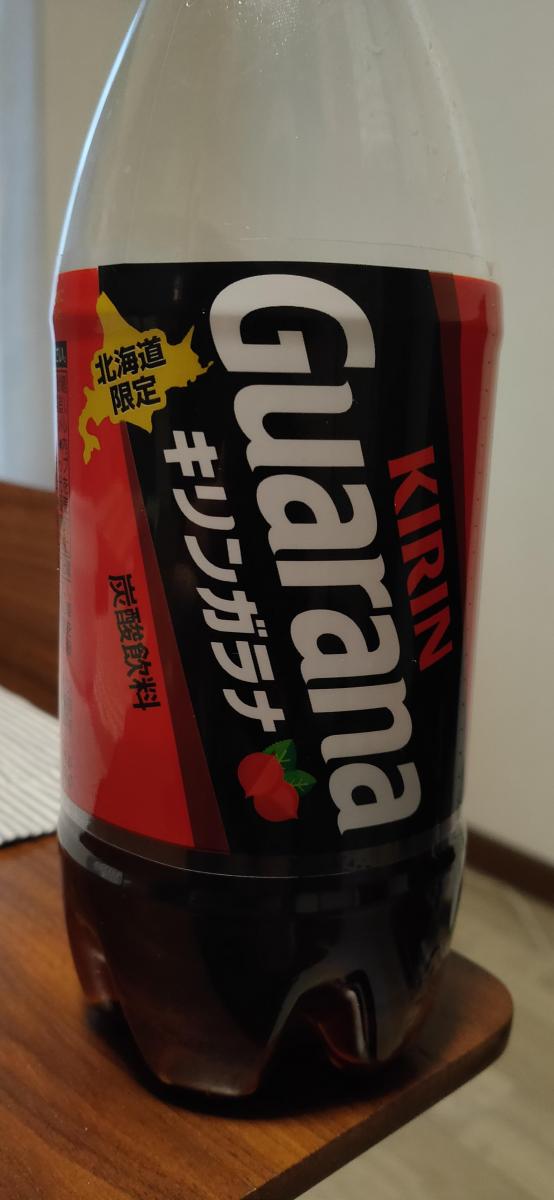 北海道
限定
KIRIN
Guarana
キリンガラナ
炭酸飲料